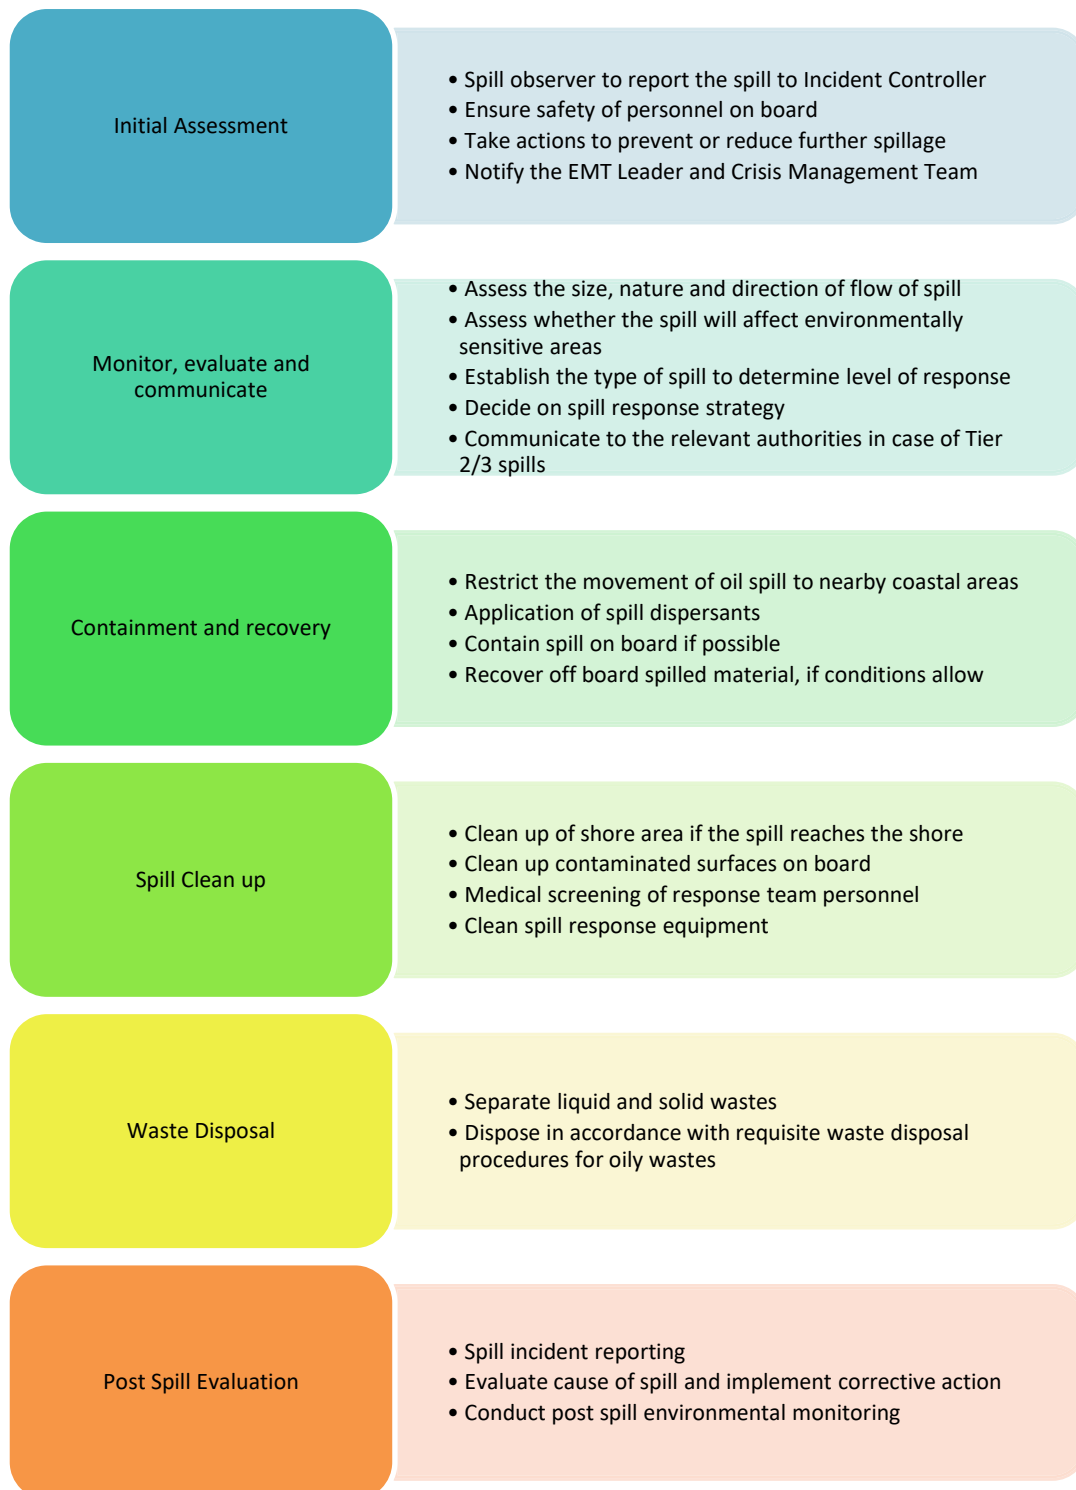 Initial Assessment
• Spill observer to report the spill to Incident Controller
• Ensure safety of personnel on board
• Take actions to prevent or reduce further spillage
• Notify the EMT Leader and Crisis Management Team
Monitor, evaluate and
communicate
• Assess the size, nature and direction of flow of spill
• Assess whether the spill will affect environmentally
sensitive areas
• Establish the type of spill to determine level of response
• Decide on spill response strategy
• Communicate to the relevant authorities in case of Tier
2/3 spills
Containment and recovery
• Restrict the movement of oil spill to nearby coastal areas
• Application of spill dispersants
• Contain spill on board if possible
• Recover off board spilled material, if conditions allow
Spill Clean up
• Clean up of shore area if the spill reaches the shore
• Clean up contaminated surfaces on board
• Medical screening of response team personnel
• Clean spill response equipment
Waste Disposal
• Separate liquid and solid wastes
• Dispose in accordance with requisite waste disposal
procedures for oily wastes
Post Spill Evaluation
• Spill incident reporting
• Evaluate cause of spill and implement corrective action
• Conduct post spill environmental monitoring